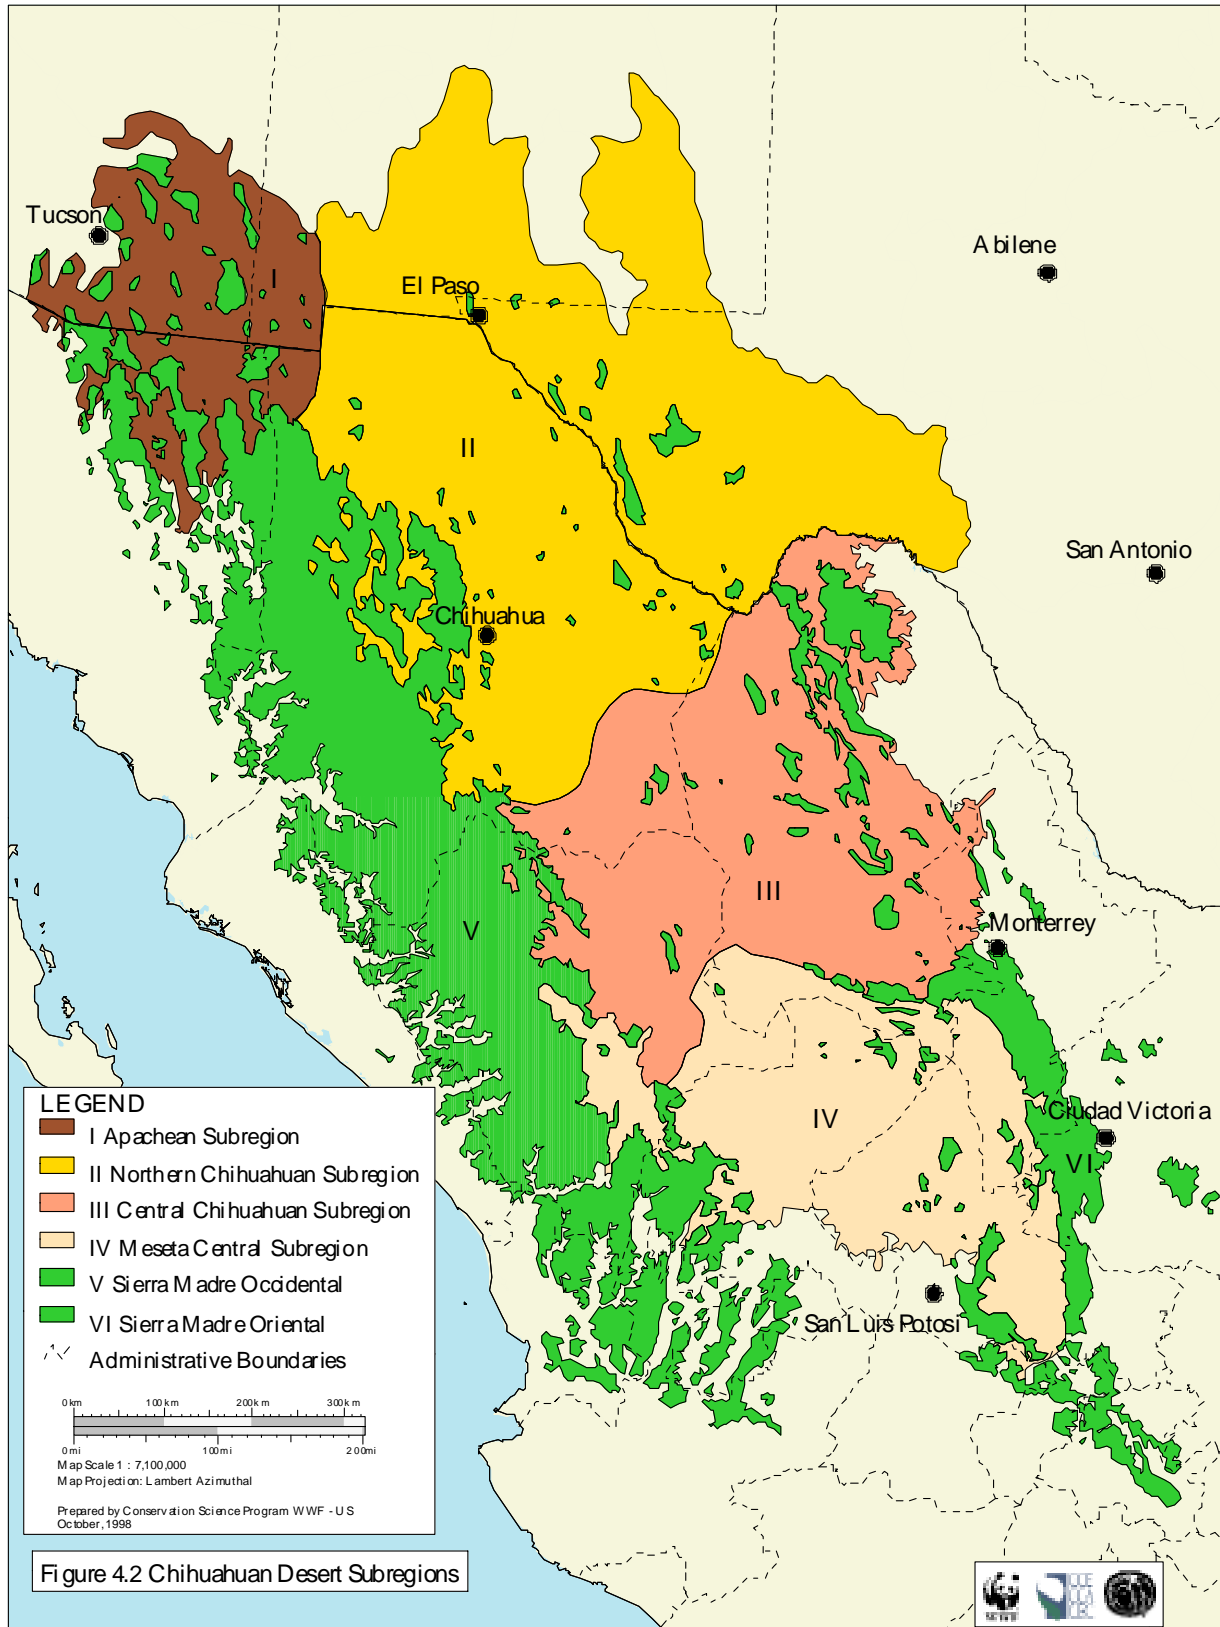 Tucson
Abilene
I
El Paso
II
San Antonio
Chihuahua
III
V
Monterrey
IV
Ciudad Victoria
VI
San Luis Potosi
LEGEND
I Apachean Subregion
II Northern Chihuahuan Subregion
III Central Chihuahuan Subregion
IV Meseta Central Subregion
V Sierra Madre Occidental
VI Sierra Madre Oriental
Administrative Boundaries
0 km 100 km 200 km 300 km
0 mi 100 mi 200 mi
Map Scale 1 : 7,100,000
Map Projection: Lambert Azimuthal
Prepared by Conservation Science Program WWF - US
October, 1998
Figure 4.2 Chihuahuan Desert Subregions